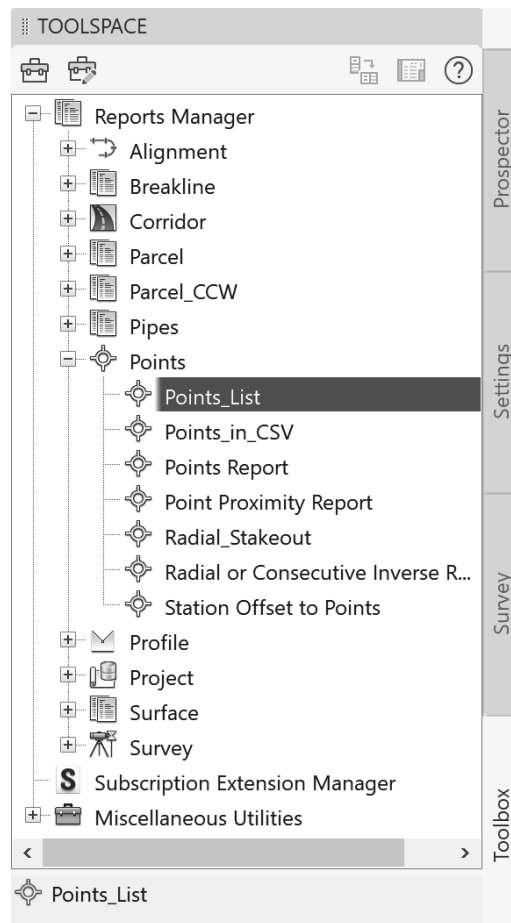 TOOLSPACE
Reports Manager
Alignment
Breakline
Corridor
Parcel
Parcel_CCW
Pipes
Points
Points_List
Points_in_CSV
Points Report
Point Proximity Report
Radial_Stakeout
Radial or Consecutive Inverse R...
Station Offset to Points
Profile
Project
Surface
Survey
S Subscription Extension Manager
Miscellaneous Utilities
Points_List
Prospector
Settings
Survey
Toolbox